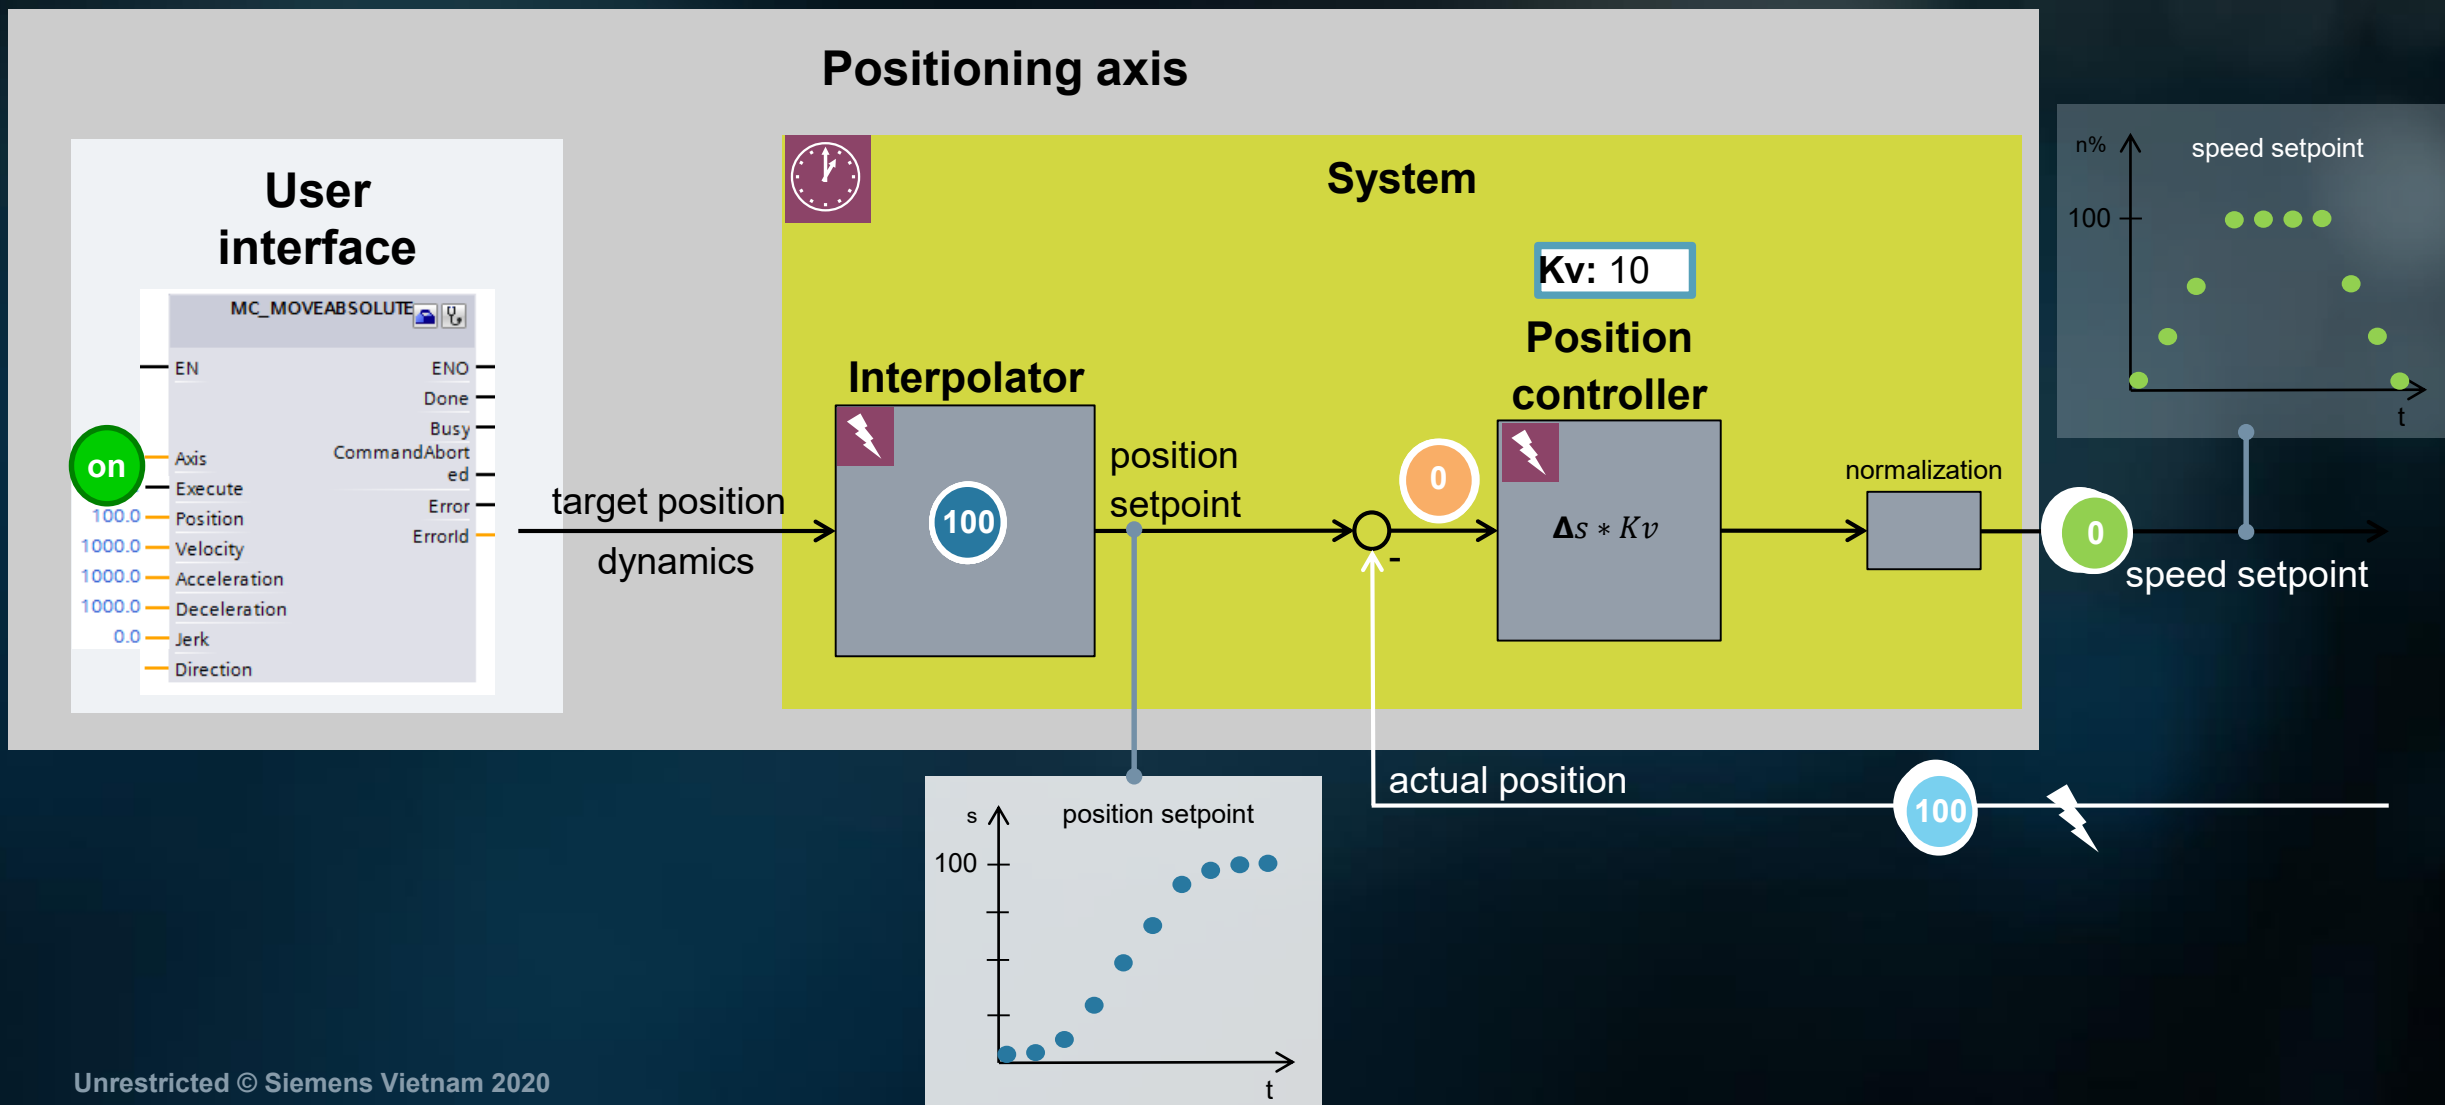 Positioning axis
User
interface
MC_MOVEABSOLUTE
EN
ENO
Done
Busy
CommandAbort
ed
on
Axis
Execute
Error
100.0
Position
ErrorId
1000.0
Velocity
1000.0
Acceleration
1000.0
Deceleration
0.0
Jerk
Direction
target position
dynamics
System
Interpolator
100
position
setpoint
Kv: 10
Position
controller
0
-
Δs ∗ Kv
normalization
0
speed setpoint
n%
speed setpoint
100
t
actual position
100
s
position setpoint
100
t
Unrestricted © Siemens Vietnam 2020